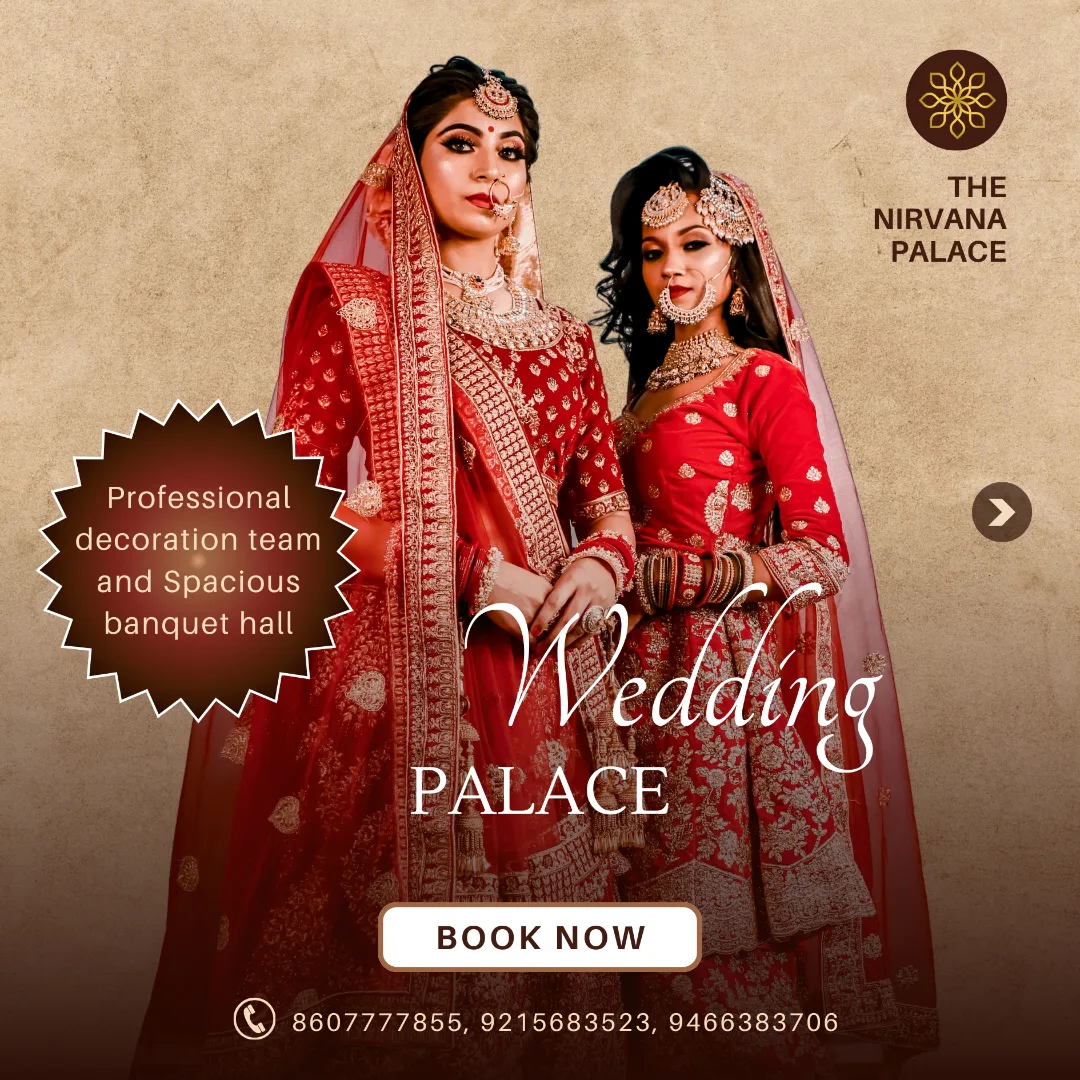 THE
NIRVANA
PALACE
Professional
decoration team
and Spacious
banquet hall
Wedding
PALACE
BOOK NOW
8607777855, 9215683523, 9466383706